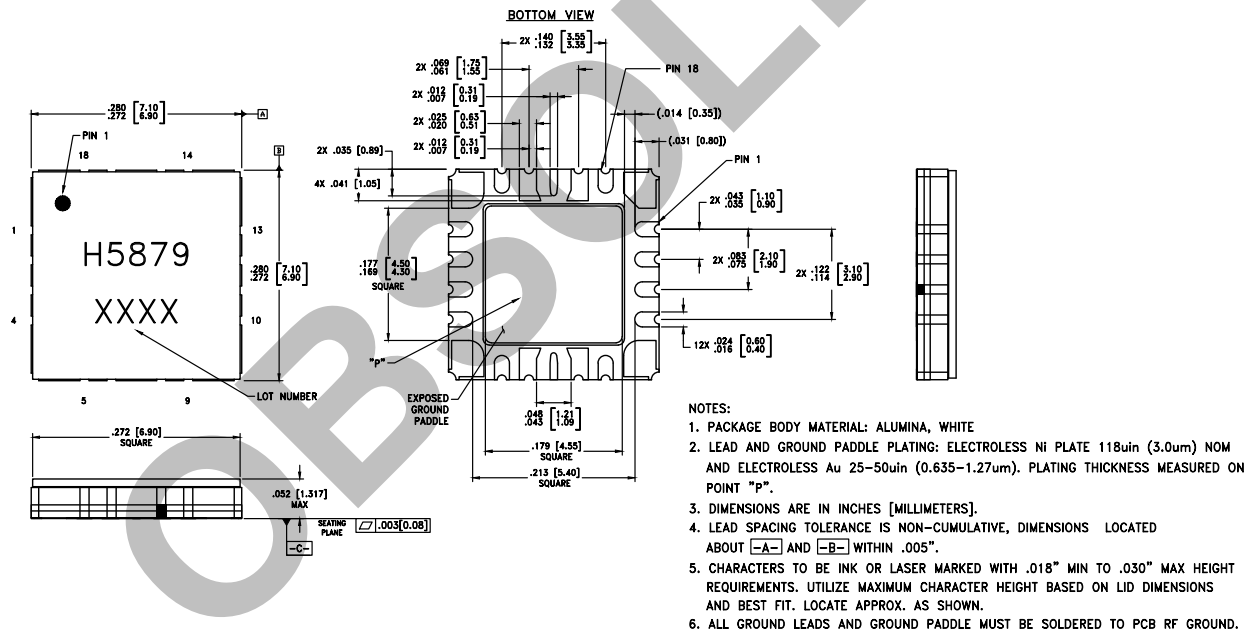 BOTTOM VIEW
2X .140 [3.55]
.132 [3.35]
2X .069 [1.75]
.061 [1.55]
PIN 18
2X .012 [0.31]
.007 [0.19]
(.014 [0.35])
2X .025 [0.63]
.020 [0.51]
(.031 [0.80])
2X .012 [0.31]
.007 [0.19]
2X .035 [0.89]
4X .041 [1.05]
PIN 1
2X .043 [1.10]
.035 [0.90]
2X .083 [2.10]
.075 [1.90]
2X .122 [3.10]
.114 [2.90]
12X .024 [0.60]
.016 [0.40]
.177 [4.50]
.169 [4.30]
SQUARE
"P"
EXPOSED
GROUND
PADDLE
.048 [1.21]
.043 [1.09]
.179 [4.55]
SQUARE
.213 [5.40]
SQUARE
.280 [7.10]
.272 [6.90]
A
PIN 1
B
18
14
1
13
H5879
.280 [7.10]
.272 [6.90]
XXXX
4
10
LOT NUMBER
5
9
.272 [6.90]
SQUARE
.052 [1.317]
MAX
SEATING
PLANE
.003[0.08]
-C-
NOTES:
1. PACKAGE BODY MATERIAL: ALUMINA, WHITE
2. LEAD AND GROUND PADDLE PLATING: ELECTROLESS Ni PLATE 118uin (3.0um) NOM
AND ELECTROLESS Au 25-50uin (0.635-1.27um). PLATING THICKNESS MEASURED ON
POINT "P".
3. DIMENSIONS ARE IN INCHES [MILLIMETERS].
4. LEAD SPACING TOLERANCE IS NON-CUMULATIVE, DIMENSIONS LOCATED
ABOUT -A- AND -B- WITHIN .005".
5. CHARACTERS TO BE INK OR LASER MARKED WITH .018" MIN TO .030" MAX HEIGHT
REQUIREMENTS. UTILIZE MAXIMUM CHARACTER HEIGHT BASED ON LID DIMENSIONS
AND BEST FIT. LOCATE APPROX. AS SHOWN.
6. ALL GROUND LEADS AND GROUND PADDLE MUST BE SOLDERED TO PCB RF GROUND.
OBSOL